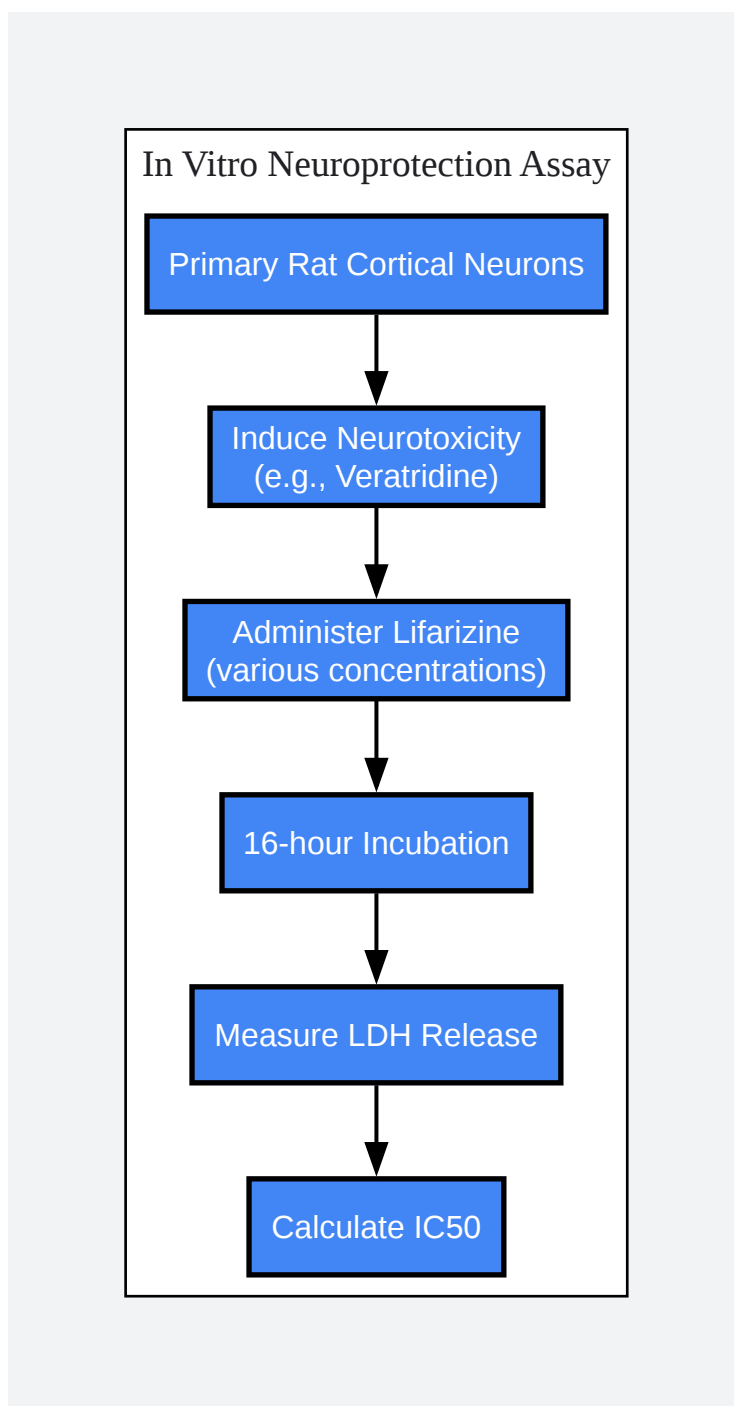 In Vitro Neuroprotection Assay
Primary Rat Cortical Neurons
Induce Neurotoxicity
(e.g., Veratridine)
Administer Lifarizine
(various concentrations)
16-hour Incubation
Measure LDH Release
Calculate IC50